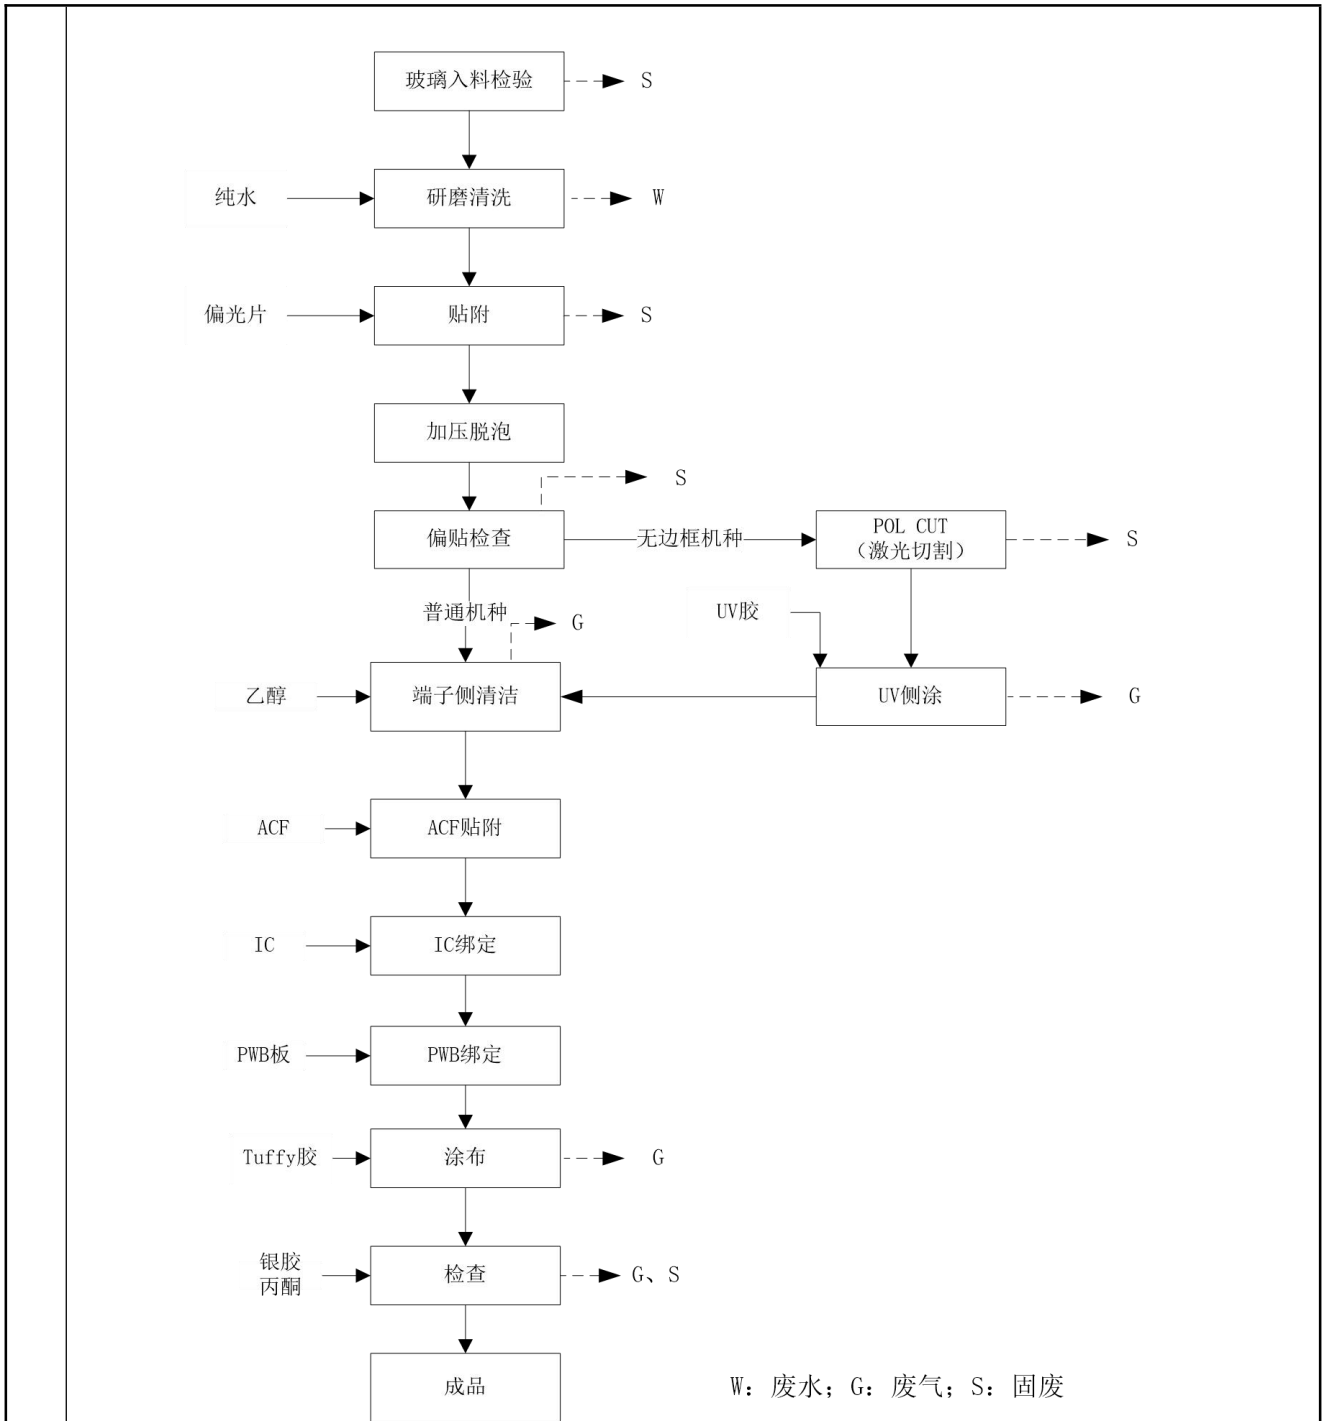 玻璃入料检验
S
纯水
研磨清洗
W
偏光片
贴附
S
加压脱泡
S
偏贴检查
无边框机种
POL CUT
（激光切割）
S
普通机种
G
UV胶
乙醇
端子侧清洁
UV侧涂
G
ACF
ACF贴附
IC
IC绑定
PWB板
PWB绑定
Tuffy胶
涂布
G
银胶
丙酮
检查
G、S
成品
W：废水；G：废气；S：固废